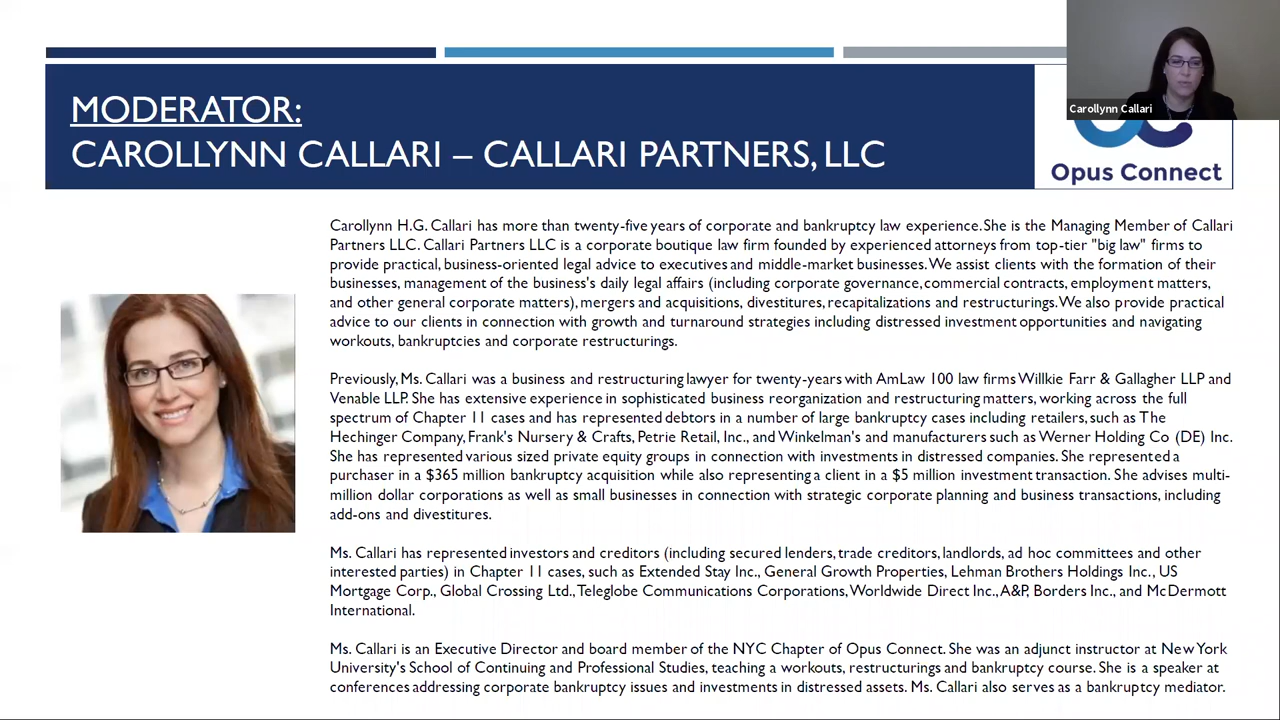 MODERATOR:
CAROLLYNN CALLARI – CALLARI PARTNERS, LLC
Carollynn Callari
Opus Connect
Carollynn H.G. Callari has more than twenty-five years of corporate and bankruptcy law experience. She is the Managing Member of Callari
Partners LLC. Callari Partners LLC is a corporate boutique law firm founded by experienced attorneys from top-tier "big law" firms to
provide practical, business-oriented legal advice to executives and middle-market businesses. We assist clients with the formation of their
businesses, management of the business's daily legal affairs (including corporate governance, commercial contracts, employment matters,
and other general corporate matters), mergers and acquisitions, divestitures, recapitalizations and restructurings. We also provide practical
advice to our clients in connection with growth and turnaround strategies including distressed investment opportunities and navigating
workouts, bankruptcies and corporate restructurings.
Previously, Ms. Callari was a business and restructuring lawyer for twenty-years with AmLaw 100 law firms Willkie Farr & Gallagher LLP and
Venable LLP. She has extensive experience in sophisticated business reorganization and restructuring matters, working across the full
spectrum of Chapter 11 cases and has represented debtors in a number of large bankruptcy cases including retailers, such as The
Hechinger Company, Frank's Nursery & Crafts, Petrie Retail, Inc., and Winkelman's and manufacturers such as Werner Holding Co (DE) Inc.
She has represented various sized private equity groups in connection with investments in distressed companies. She represented a
purchaser in a $365 million bankruptcy acquisition while also representing a client in a $5 million investment transaction. She advises multi-
million dollar corporations as well as small businesses in connection with strategic corporate planning and business transactions, including
add-ons and divestitures.
Ms. Callari has represented investors and creditors (including secured lenders, trade creditors, landlords, ad hoc committees and other
interested parties) in Chapter 11 cases, such as Extended Stay Inc., General Growth Properties, Lehman Brothers Holdings Inc., US
Mortgage Corp., Global Crossing Ltd., Teleglobe Communications Corporations, Worldwide Direct Inc., A&P, Borders Inc., and McDermott
International.
Ms. Callari is an Executive Director and board member of the NYC Chapter of Opus Connect. She was an adjunct instructor at New York
University's School of Continuing and Professional Studies, teaching a workouts, restructurings and bankruptcy course. She is a speaker at
conferences addressing corporate bankruptcy issues and investments in distressed assets. Ms. Callari also serves as a bankruptcy mediator.